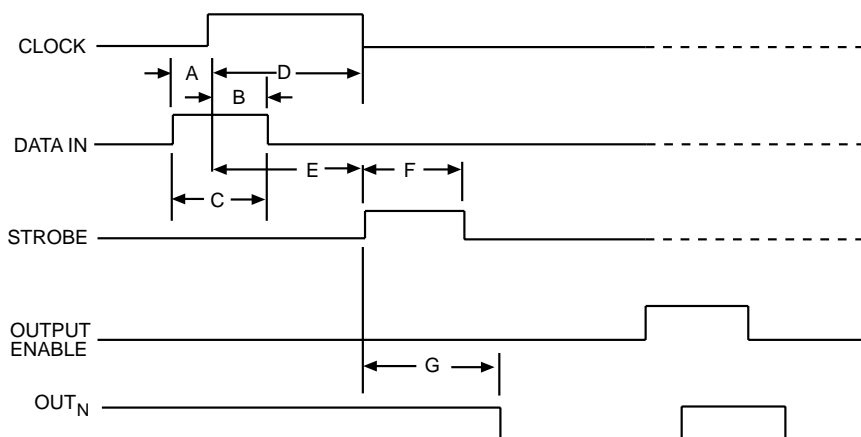 CLOCK
A
D
B
DATA IN
E
F
C
STROBE
OUTPUT
ENABLE
G
OUTN